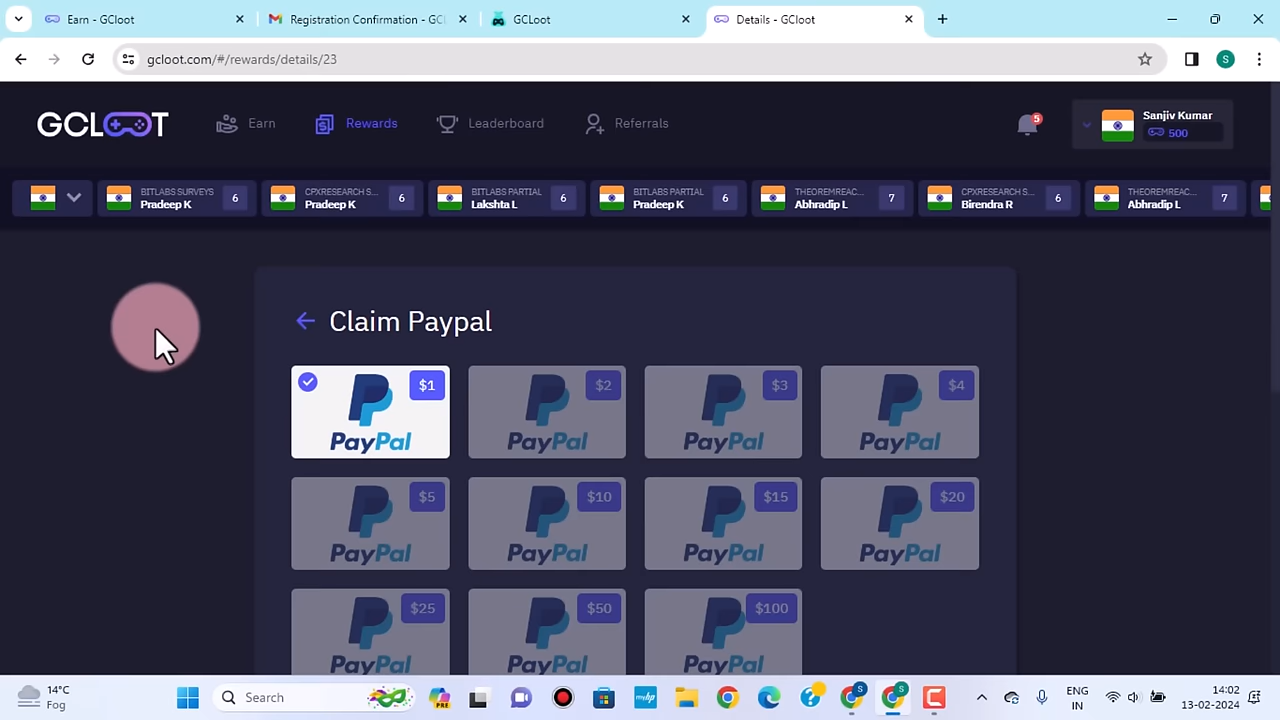 Earn - GCLoot
Registration Confirmation - GCL
GCLoot
Details - GCLoot
gcloot.com/#/rewards/details/23
S
GCLOOT
Earn
Rewards
Leaderboard
Referrals
5
Sanjiv Kumar
500
BITLABS SURVEYS
Pradeep K
6
CPXRESEARCH S...
Pradeep K
6
BITLABS PARTIAL
Lakshta L
6
BITLABS PARTIAL
Pradeep K
6
THEOREMREAC...
Abhradip L
7
CPXRESEARCH S...
Birendra R
6
THEOREMREAC...
Abhradip L
7
Claim Paypal
$1
PayPal
$2
PayPal
$3
PayPal
$4
PayPal
$5
PayPal
$10
PayPal
$15
PayPal
$20
PayPal
$25
PayPal
$50
PayPal
$100
PayPal
14°C
Fog
Search
PRE
myhp
S
S
ENG
IN
14:02
13-02-2024